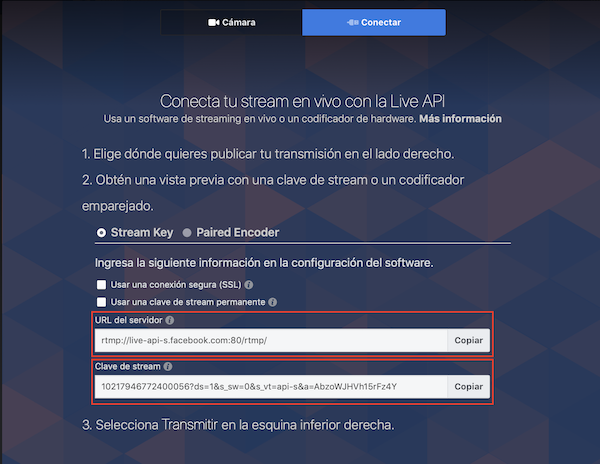 Cámara
Conectar
Conecta tu stream en vivo con la Live API
Usa un software de streaming en vivo o un codificador de hardware. Más información
1. Elige dónde quieres publicar tu transmisión en el lado derecho.
2. Obtén una vista previa con una clave de stream o un codificador
emparejado.
Stream Key Paired Encoder
Ingresa la siguiente información en la configuración del software.
Usar una conexión segura (SSL)
Usar una clave de stream permanente
URL del servidor
rtmp://live-api-s.facebook.com:80/rtmp/ Copiar
Clave de stream
10217946772400056?ds=1&s_sw=0&s_vt=api-s&a=AbzoWJHVh15rFz4Y Copiar
3. Selecciona Transmitir en la esquina inferior derecha.